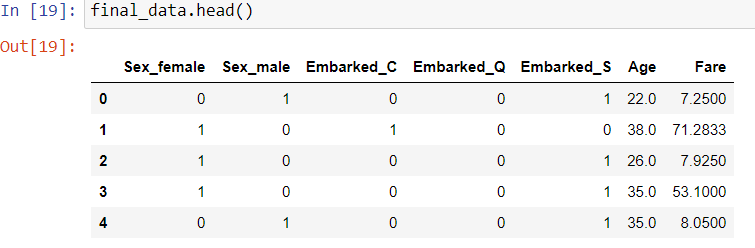 In [19]: final_data.head()
Out[19]:
Sex_female Sex_male Embarked_C Embarked_Q Embarked_S Age Fare
0 0 1 0 0 1 22.0 7.2500
1 1 0 1 0 0 38.0 71.2833
2 1 0 0 0 1 26.0 7.9250
3 1 0 0 0 1 35.0 53.1000
4 0 1 0 0 1 35.0 8.0500